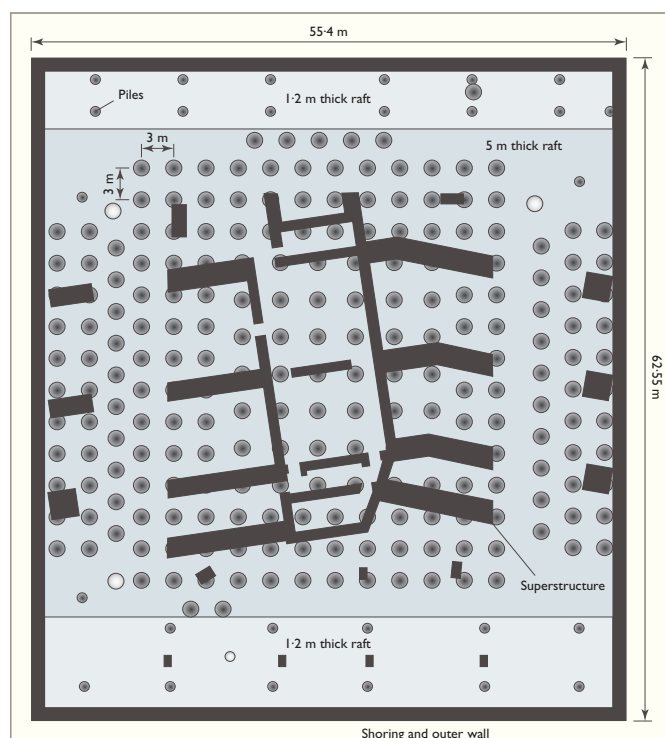 55·4 m
1·2 m thick raft
Piles
3 m
5 m thick raft
3 m
62·55 m
Superstructure
1·2 m thick raft
Shoring and outer wall